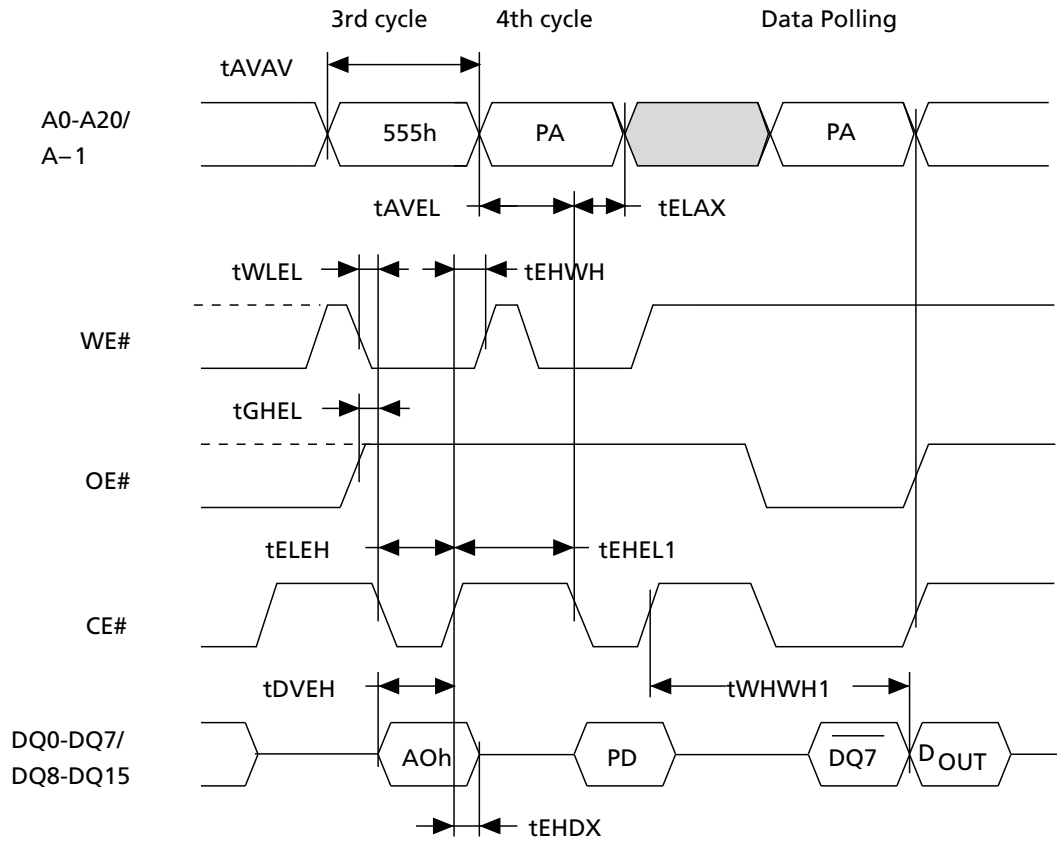 3rd cycle 4th cycle Data Polling
tAVAV
A0-A20/
A–1
555h PA PA
tAVEL tELAX
tWLEL tEHWH
WE#
tGHEL
OE#
tELEH tEHEL1
CE#
tDVEH tWHWH1
DQ0-DQ7/
DQ8-DQ15
AOh PD DQ7 DOUT
tEHDX